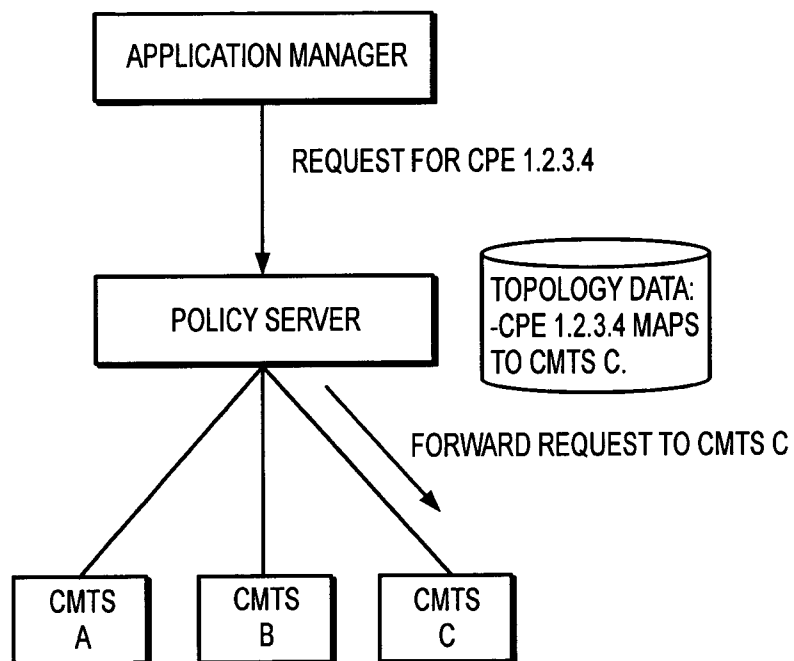 APPLICATION MANAGER
REQUEST FOR CPE 1.2.3.4
POLICY SERVER
TOPOLOGY DATA:
-CPE 1.2.3.4 MAPS
TO CMTS C.
FORWARD REQUEST TO CMTS C
CMTS
A
CMTS
B
CMTS
C